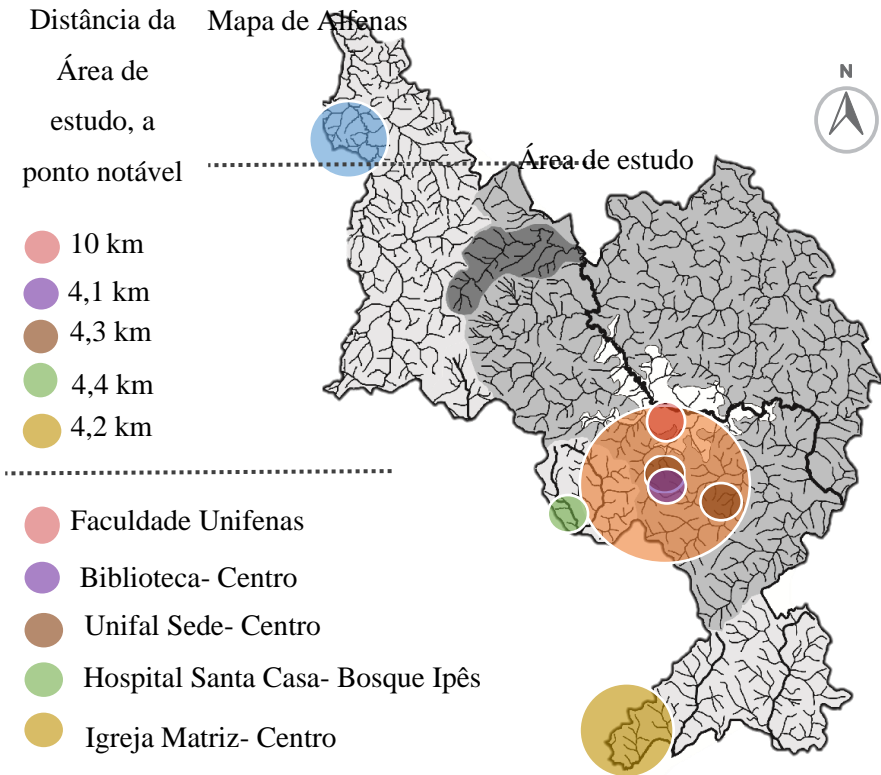 Distância da
Área de
estudo, a
ponto notável
Mapa de Alfenas
N
Área de estudo
10 km
4,1 km
4,3 km
4,4 km
4,2 km
Faculdade Unifenas
Biblioteca- Centro
Unifal Sede- Centro
Hospital Santa Casa- Bosque Ipês
Igreja Matriz- Centro